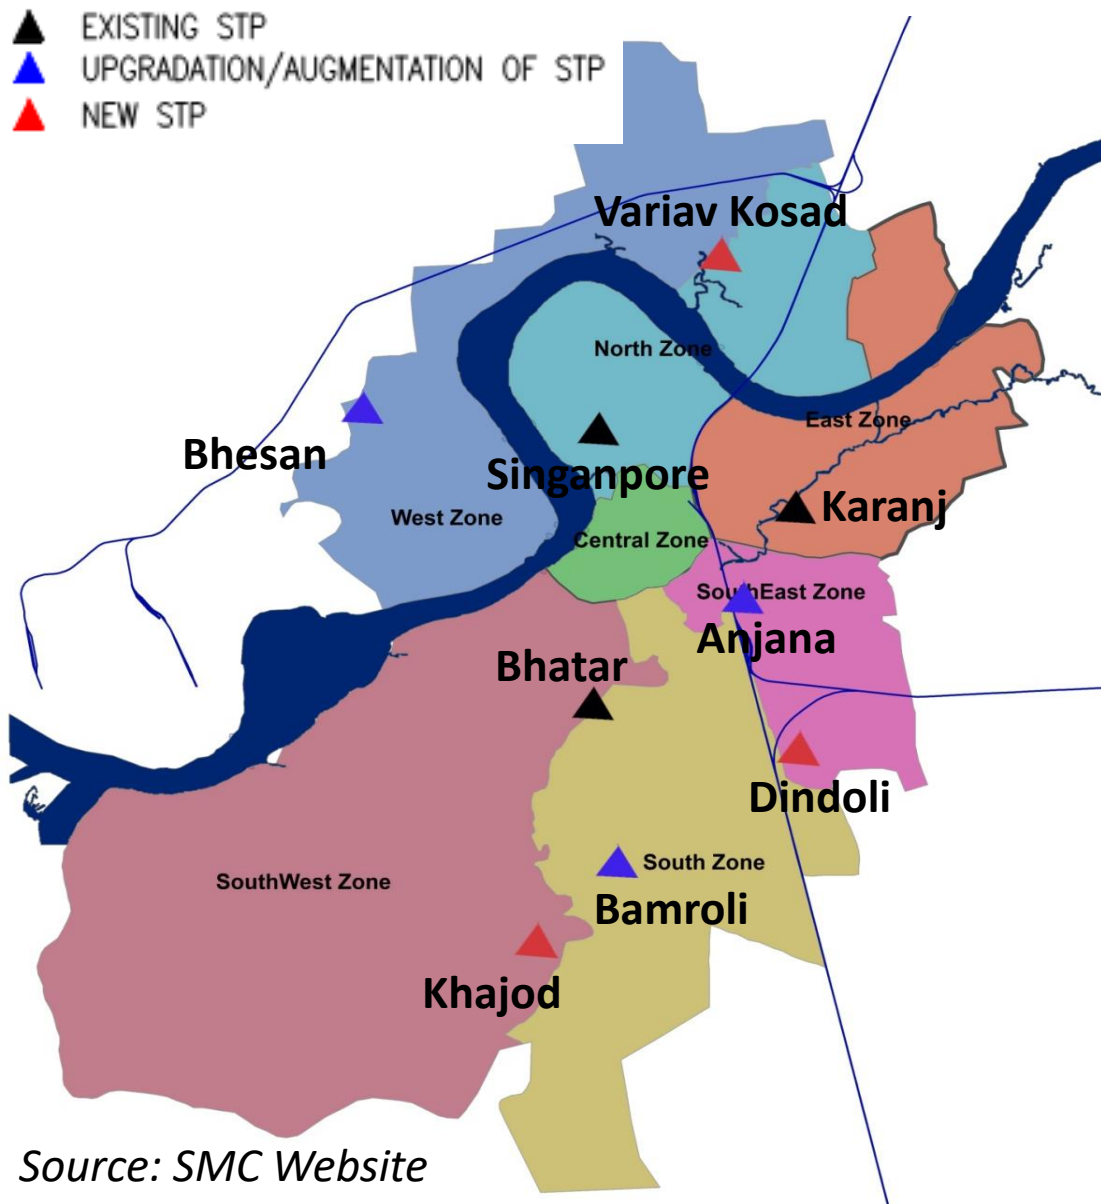 EXISTING STP
UPGRADATION/AUGMENTATION OF STP
NEW STP
Variav Kosad
North Zone
East Zone
Bhesan
Singanpore
Karanj
West Zone
Central Zone
SouthEast Zone
Anjana
Bhatar
Dindoli
South Zone
SouthWest Zone
Bamroli
Khajod
Source: SMC Website